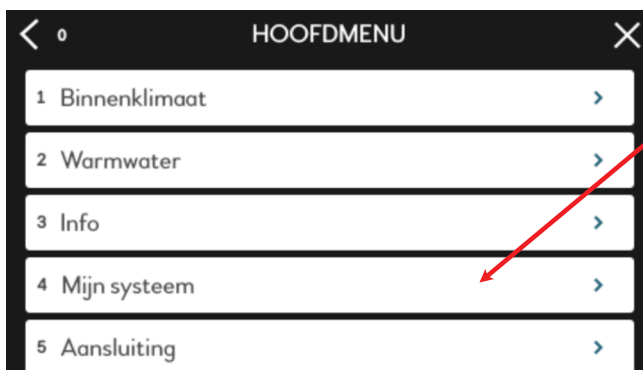 0 HOOFDMENU
1 Binnenklimaat
2 Warmwater
3 Info
4 Mijn systeem
5 Aansluiting